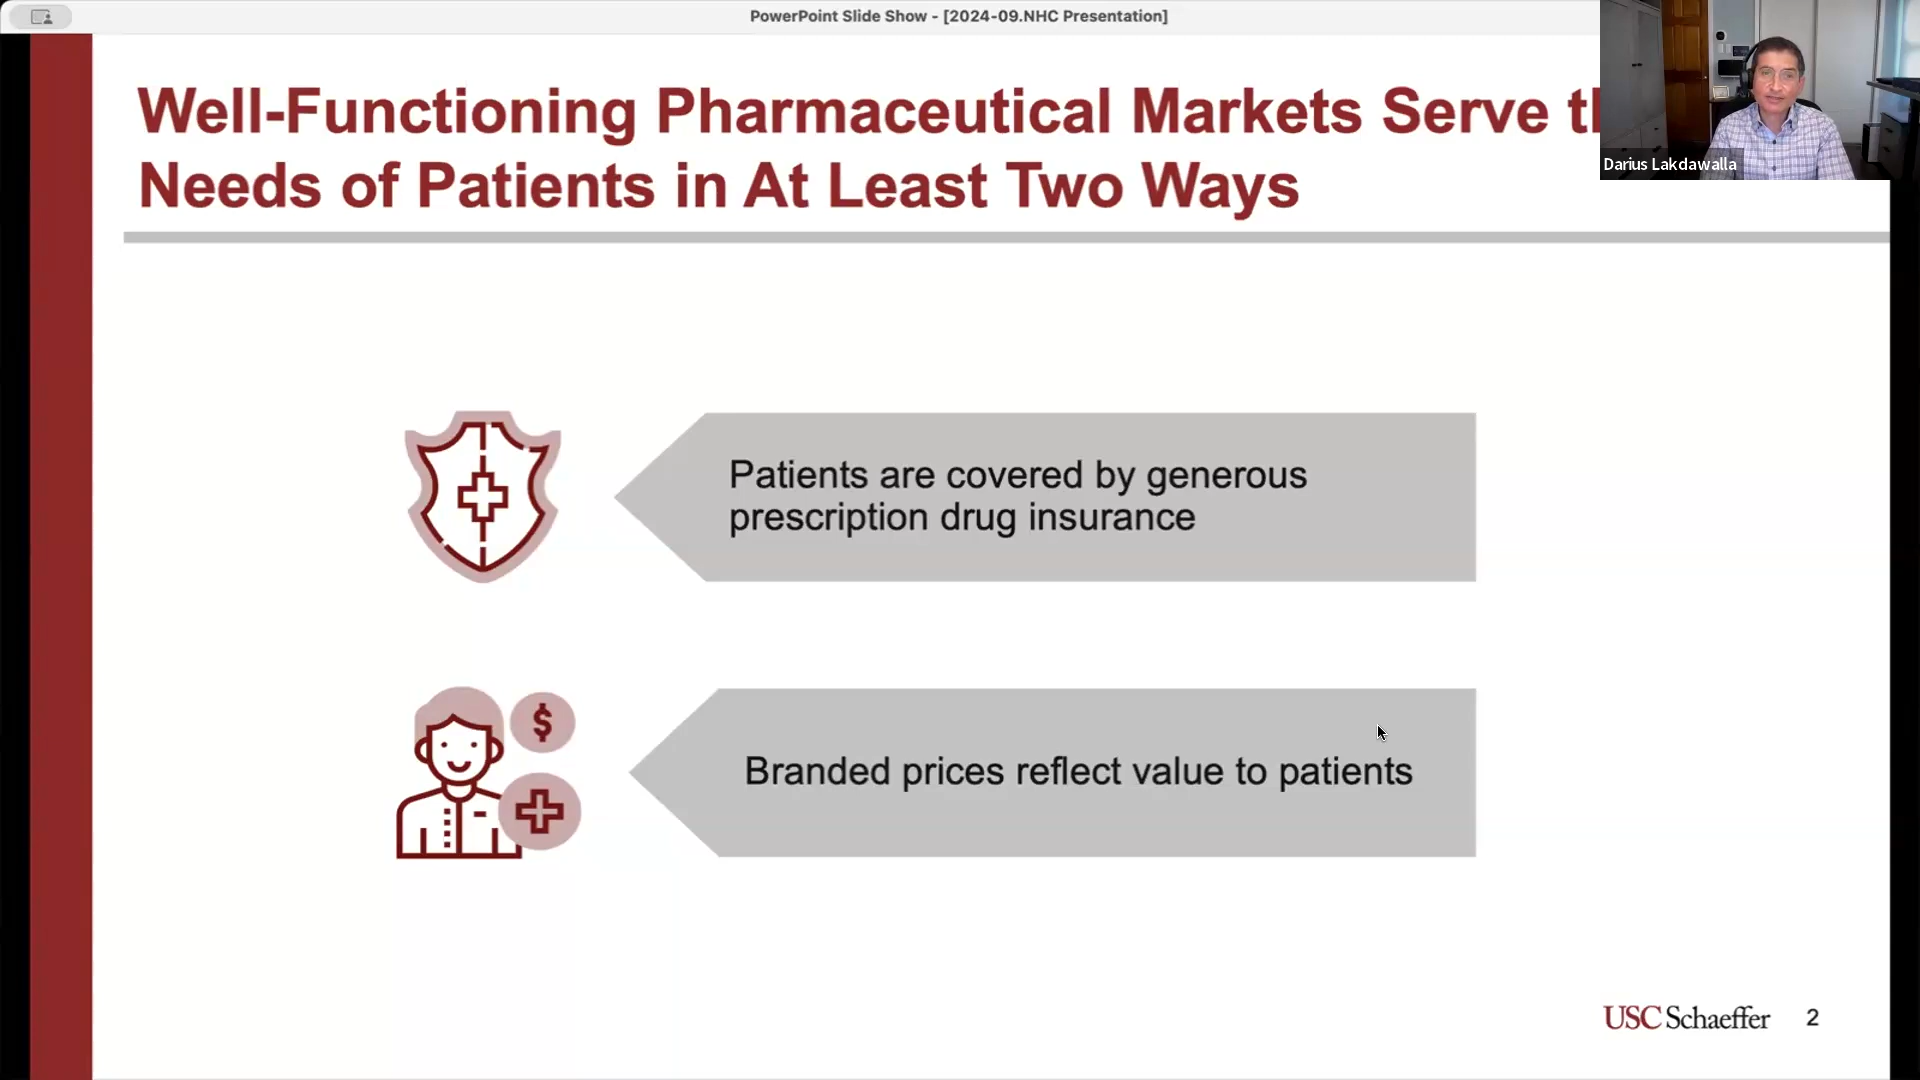 PowerPoint Slide Show - [2024-09.NHC Presentation]
Well-Functioning Pharmaceutical Markets Serve
Needs of Patients in At Least Two Ways
Darius Lakdawalla
Patients are covered by generous
prescription drug insurance
$
Branded prices reflect value to patients
USC Schaeffer 2